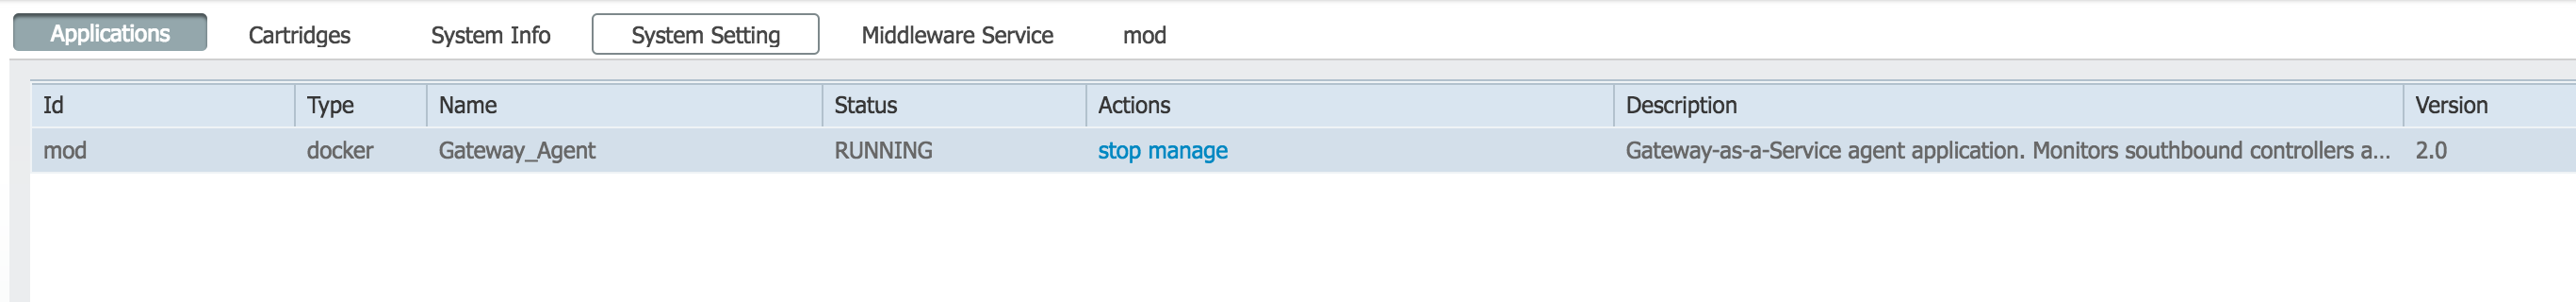 Applications Cartridges System Info System Setting Middleware Service mod
Id Type Name Status Actions Description Version
mod docker Gateway_Agent RUNNING stop manage Gateway-as-a-Service agent application. Monitors southbound controllers a... 2.0